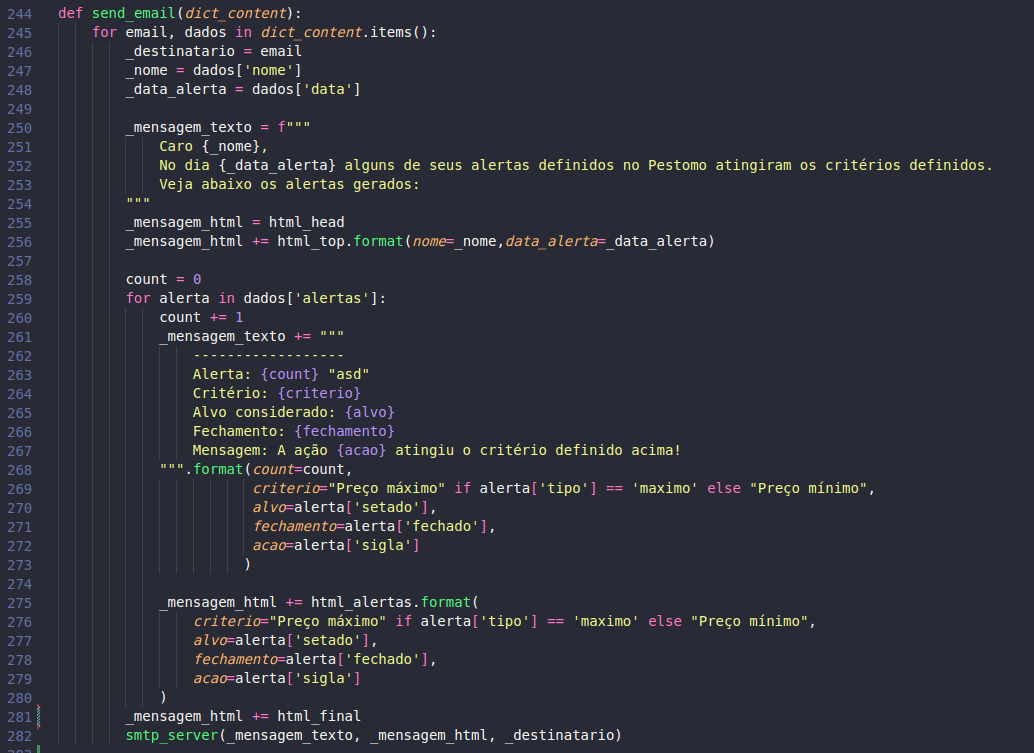 244 def send_email(dict_content):
245 for email, dados in dict_content.items():
246 _destinatario = email
247 _nome = dados['nome']
248 _data_alerta = dados['data']
249
250 _mensagem_texto = f"""
251 Caro {_nome},
252 No dia {_data_alerta} alguns de seus alertas definidos no Pestomo atingiram os critérios definidos.
253 Veja abaixo os alertas gerados:
254 """
255 _mensagem_html = html_head
256 _mensagem_html += html_top.format(nome=_nome,data_alerta=_data_alerta)
257
258 count = 0
259 for alerta in dados['alertas']:
260 count += 1
261 _mensagem_texto += """
262 ------------------
263 Alerta: {count} "asd"
264 Critério: {criterio}
265 Alvo considerado: {alvo}
266 Fechamento: {fechamento}
267 Mensagem: A ação {acao} atingiu o critério definido acima!
268 """.format(count=count,
269 criterio="Preço máximo" if alerta['tipo'] == 'maximo' else "Preço mínimo",
270 alvo=alerta['setado'],
271 fechamento=alerta['fechado'],
272 acao=alerta['sigla']
273 )
274
275 _mensagem_html += html_alertas.format(
276 criterio="Preço máximo" if alerta['tipo'] == 'maximo' else "Preço mínimo",
277 alvo=alerta['setado'],
278 fechamento=alerta['fechado'],
279 acao=alerta['sigla']
280 )
281 _mensagem_html += html_final
282 smtp_server(_mensagem_texto, _mensagem_html, _destinatario)